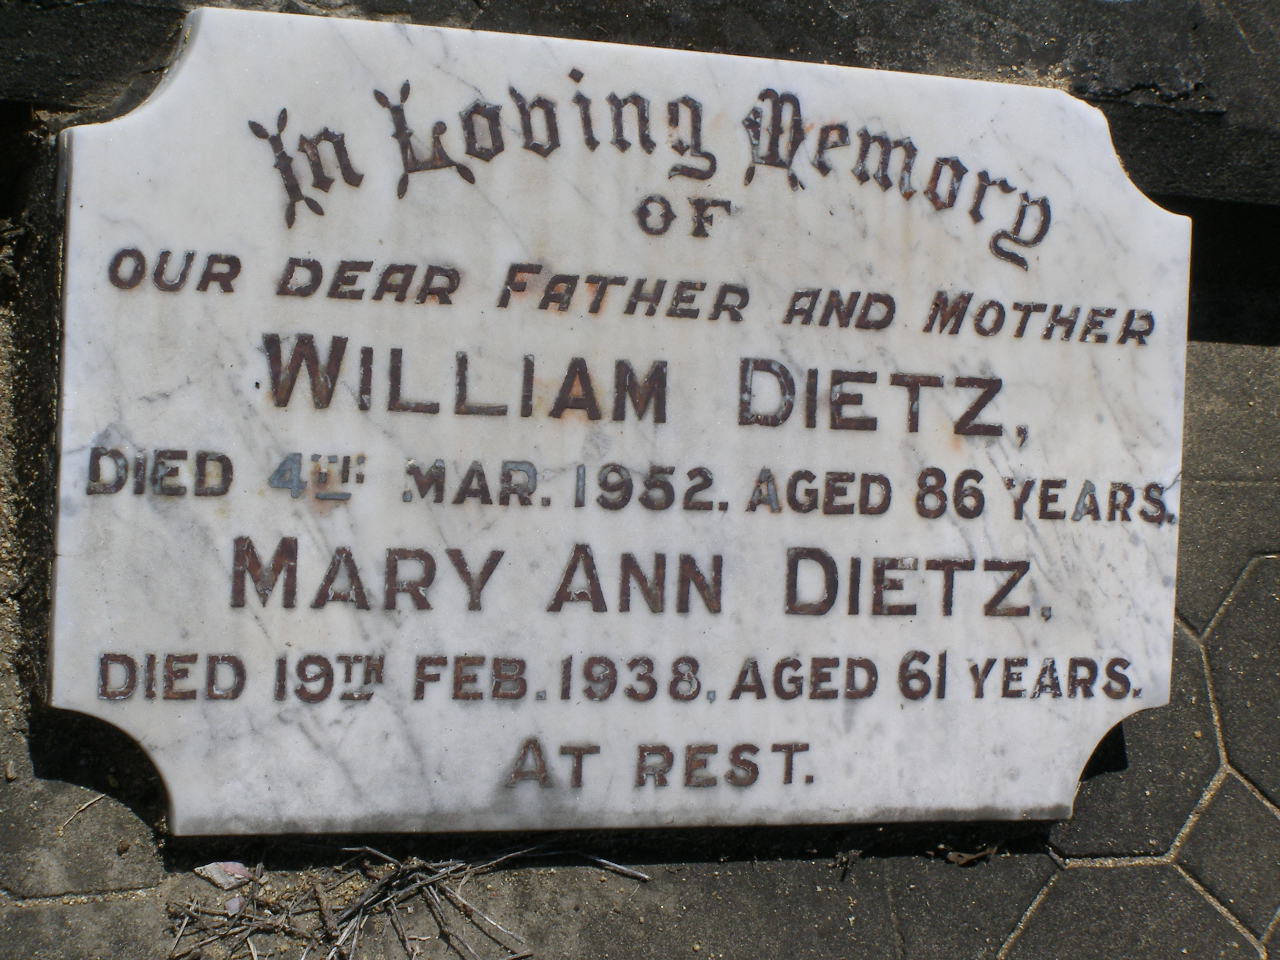 In Loving Memory
OF
OUR DEAR FATHER AND MOTHER
WILLIAM DIETZ,
DIED 4TH MAR. 1952. AGED 86 YEARS.
MARY ANN DIETZ,
DIED 19TH FEB. 1938, AGED 61 YEARS.
AT REST.